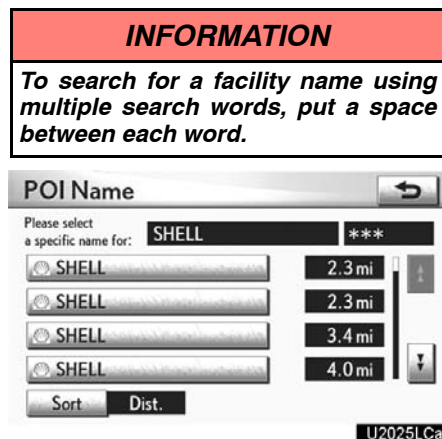 INFORMATION
To search for a facility name using
multiple search words, put a space
between each word.
POI Name
Please select
a specific name for: SHELL ***
SHELL 2.3 mi
SHELL 2.3 mi
SHELL 3.4 mi
SHELL 4.0 mi
Sort Dist.
U2025LCa